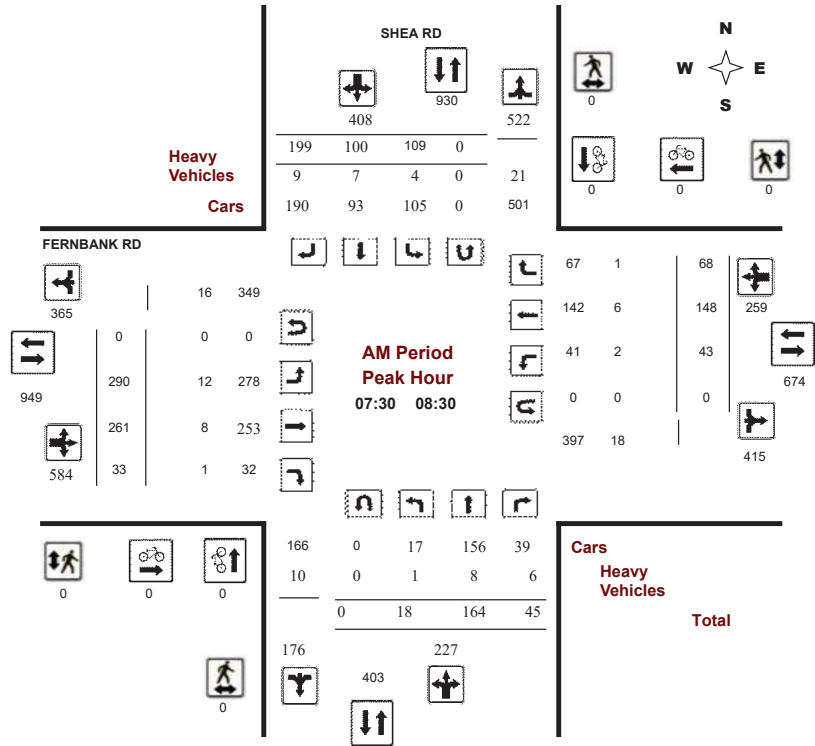 SHEA RD
N
W E
S
930
0
408
522
199 100 109 0
Heavy
Vehicles
9 7 4 0 21
0 0 0
Cars
190 93 105 0 501
FERNBANK RD
67 1 68
365
16 349
142 6 148 259
0 0 0
AM Period
Peak Hour
07:30 08:30
41 2 43
674
949
290 12 278
0 0 0
261 8 253
397 18
415
584
33 1 32
166 0 17 156 39
Cars
10 0 1 8 6
Heavy
Vehicles
0 0 0
0 18 164 45
Total
176 227
403
0